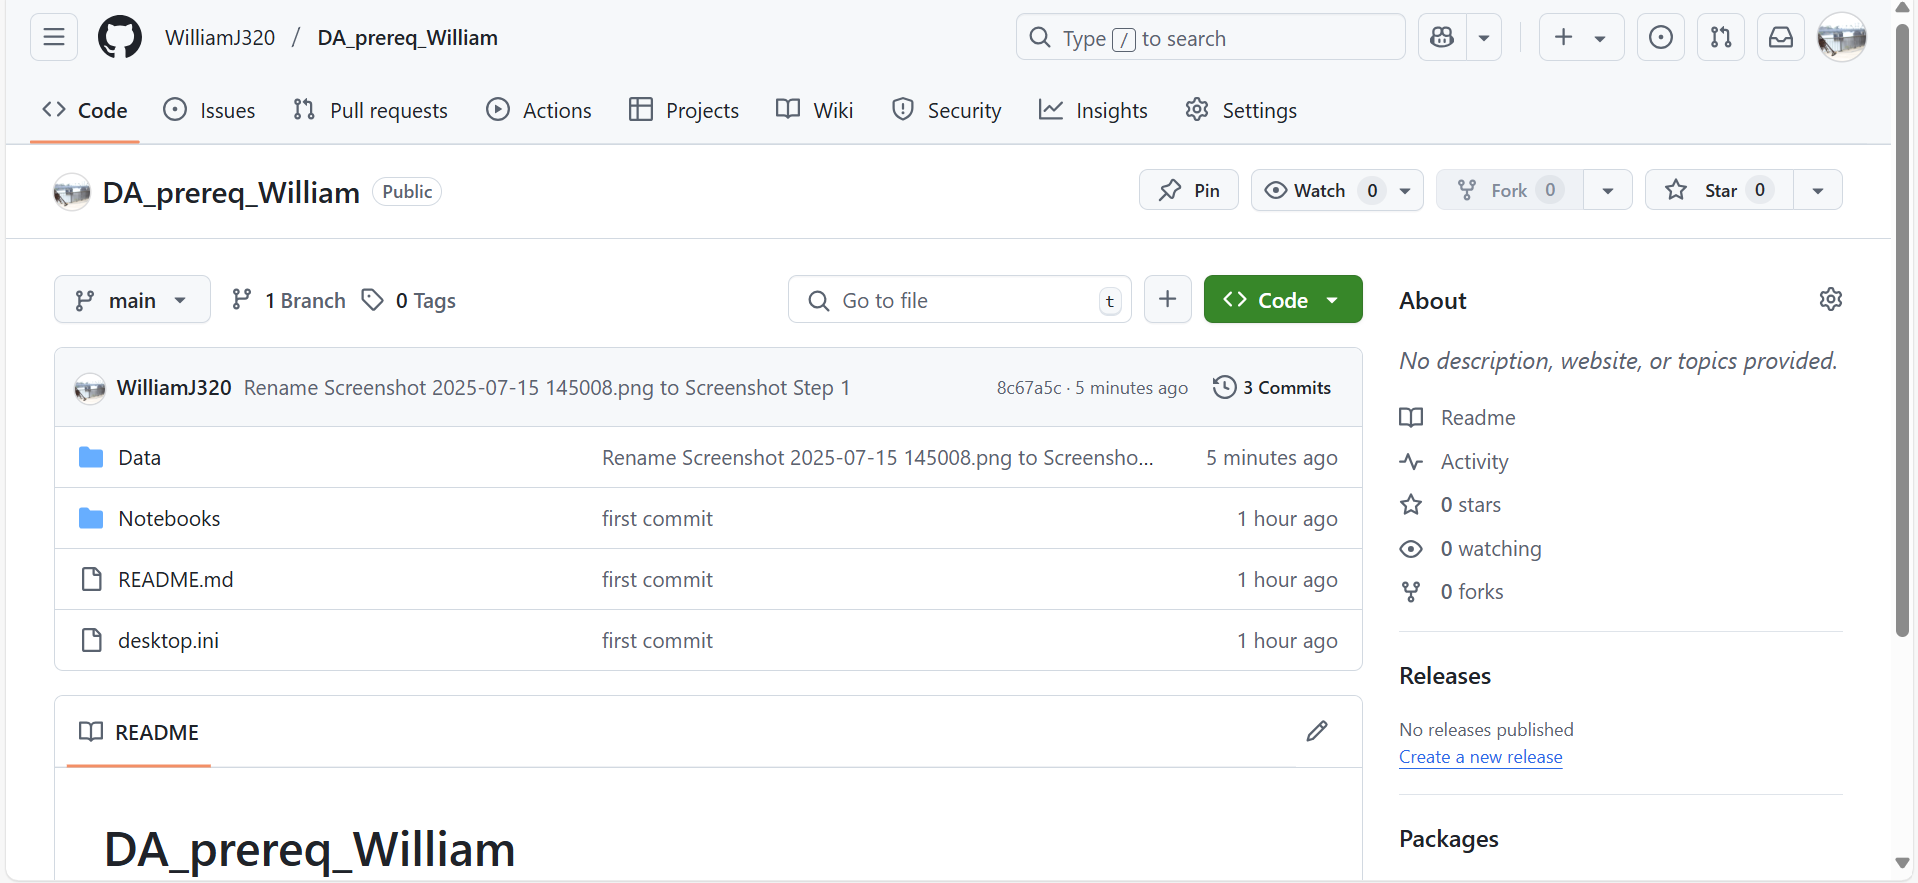 WilliamJ320 / DA_prereq_William
Type / to search
Code Issues Pull requests Actions Projects Wiki Security Insights Settings
DA_prereq_William Public
Pin Watch 0 Fork 0 Star 0
main 1 Branch 0 Tags
Go to file t
Code
WilliamJ320 Rename Screenshot 2025-07-15 145008.png to Screenshot Step 1 8c67a5c · 5 minutes ago 3 Commits
Data Rename Screenshot 2025-07-15 145008.png to Screensho... 5 minutes ago
Notebooks first commit 1 hour ago
README.md first commit 1 hour ago
desktop.ini first commit 1 hour ago
README
DA_prereq_William
About
No description, website, or topics provided.
Readme
Activity
0 stars
0 watching
0 forks
Releases
No releases published
Create a new release
Packages